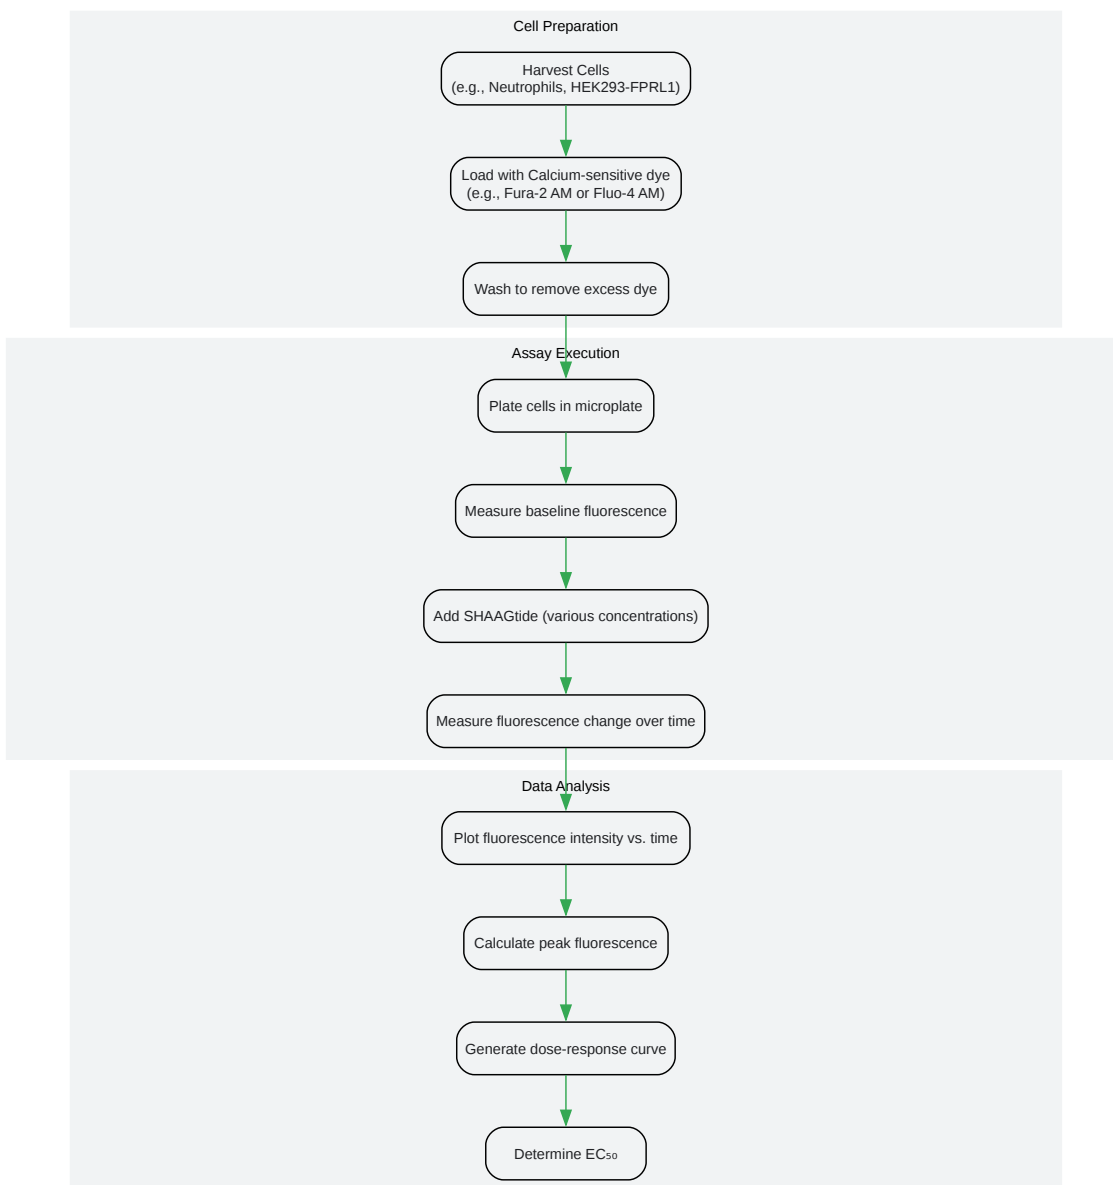 Cell Preparation
Harvest Cells
(e.g., Neutrophils, HEK293-FPRL1)
Load with Calcium-sensitive dye
(e.g., Fura-2 AM or Fluo-4 AM)
Wash to remove excess dye
Assay Execution
Plate cells in microplate
Measure baseline fluorescence
Add SHAAGtide (various concentrations)
Measure fluorescence change over time
Data Analysis
Plot fluorescence intensity vs. time
Calculate peak fluorescence
Generate dose-response curve
Determine EC₅₀